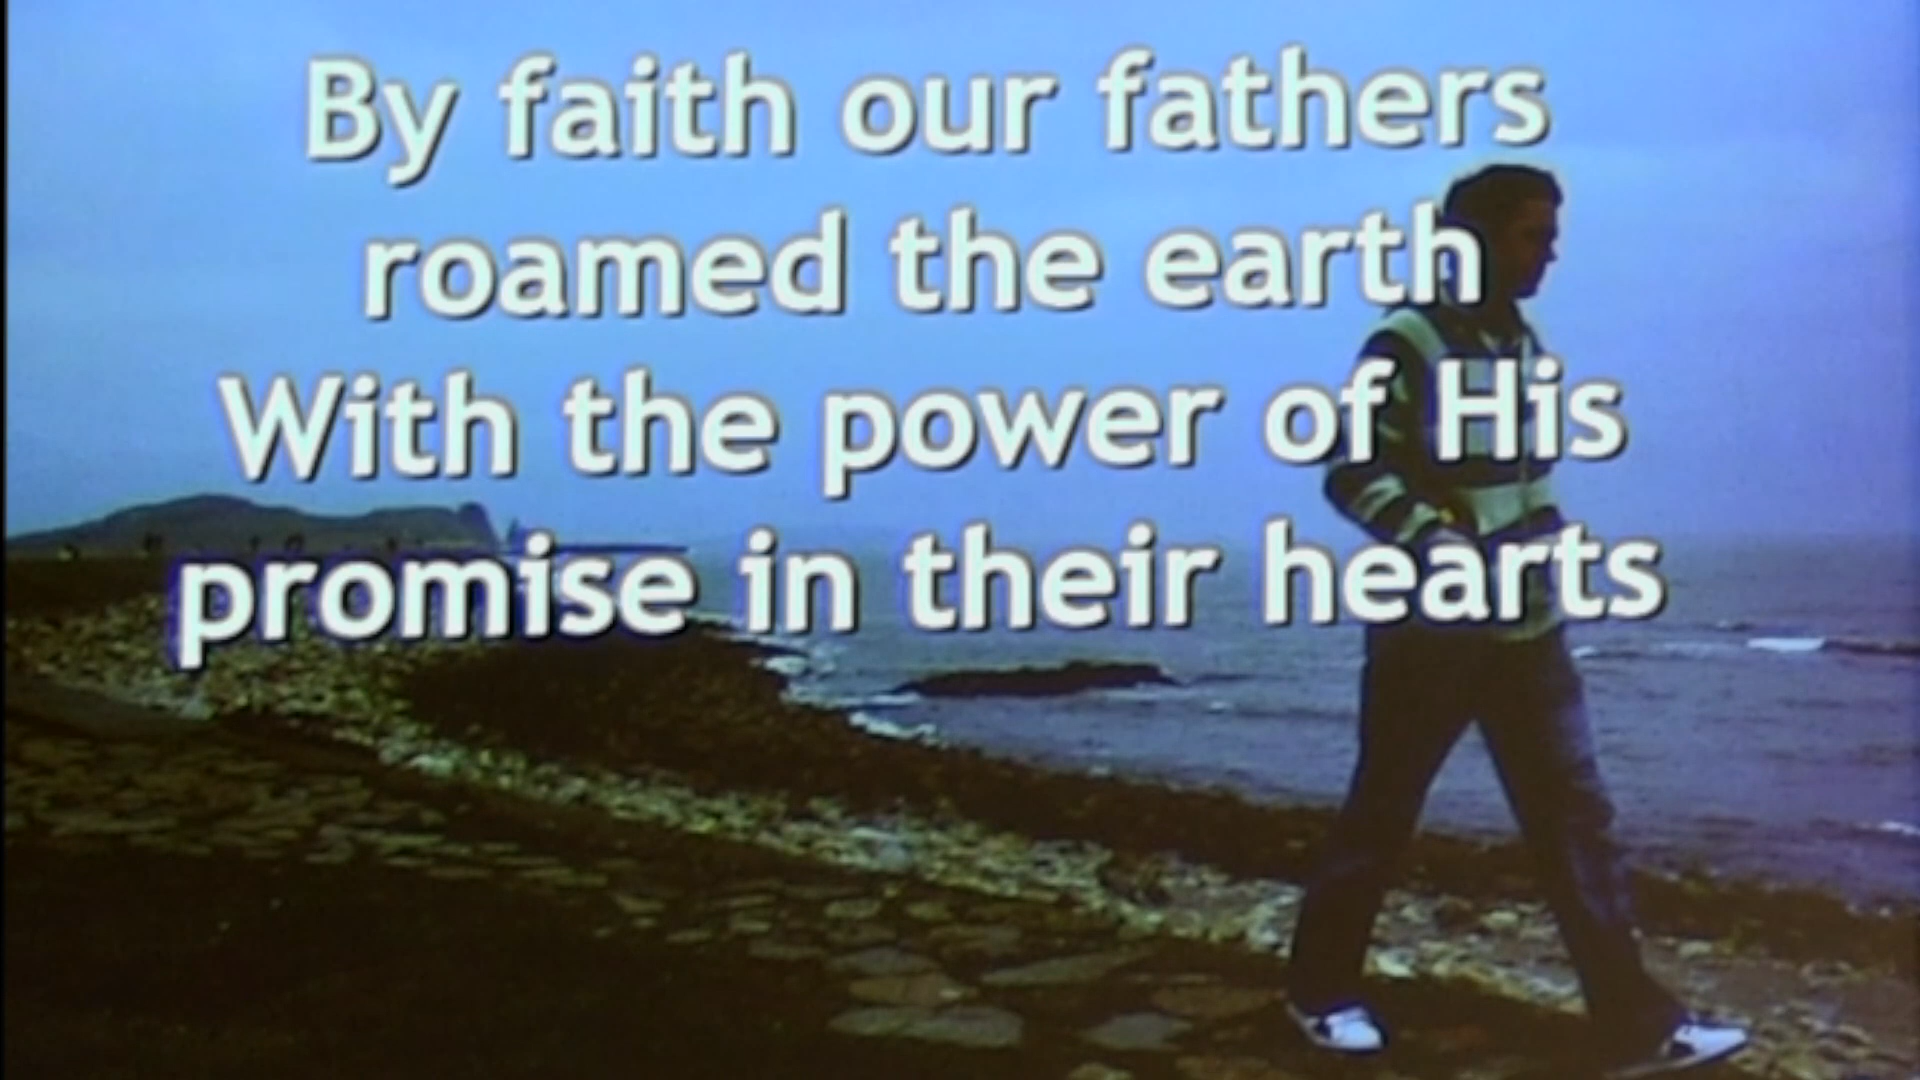 By faith our fathers
roamed the earth
With the power of His
promise in their hearts